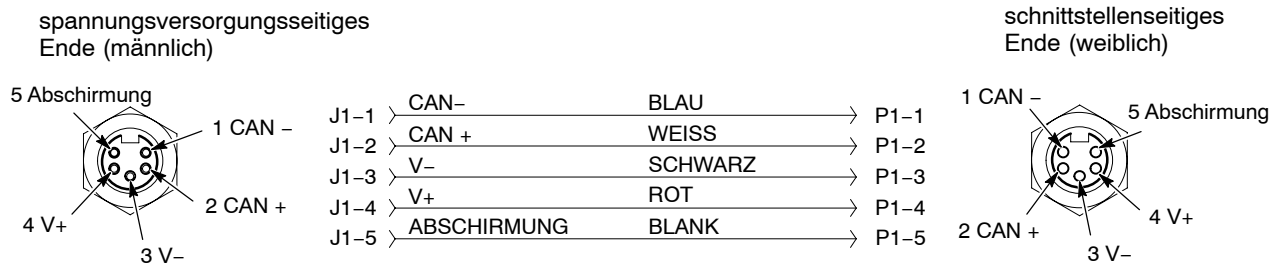 spannungsversorgungsseitiges
Ende (männlich)
5 Abschirmung
1 CAN −
2 CAN +
4 V+
3 V−
J1−1 CAN− BLAU P1−1
J1−2 CAN + WEISS P1−2
J1−3 V− SCHWARZ P1−3
J1−4 V+ ROT P1−4
J1−5 ABSCHIRMUNG BLANK P1−5
schnittstellenseitiges
Ende (weiblich)
1 CAN −
5 Abschirmung
2 CAN +
4 V+
3 V−